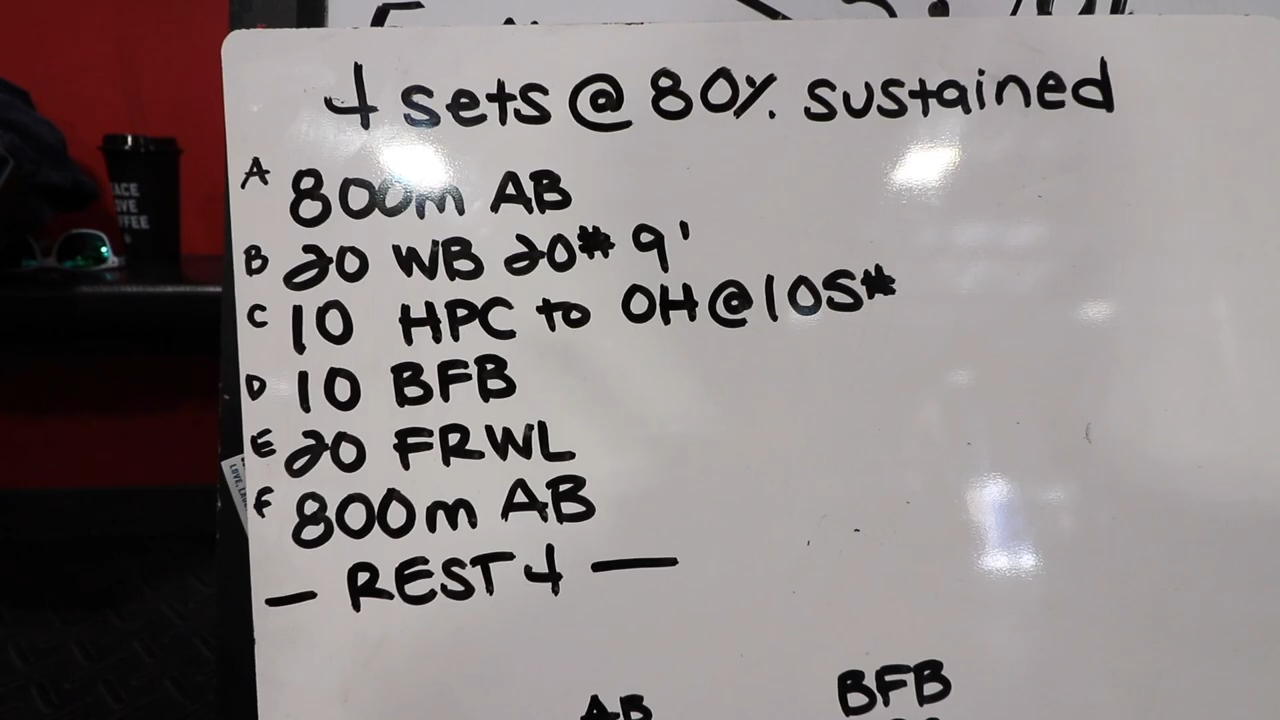 4 sets @ 80% sustained
A 800m AB
B 20 WB 20# 9'
C 10 HPC to OH@105#
D 10 BFB
E 20 FRWL
F 800m AB
— REST 4 —
AB BFB